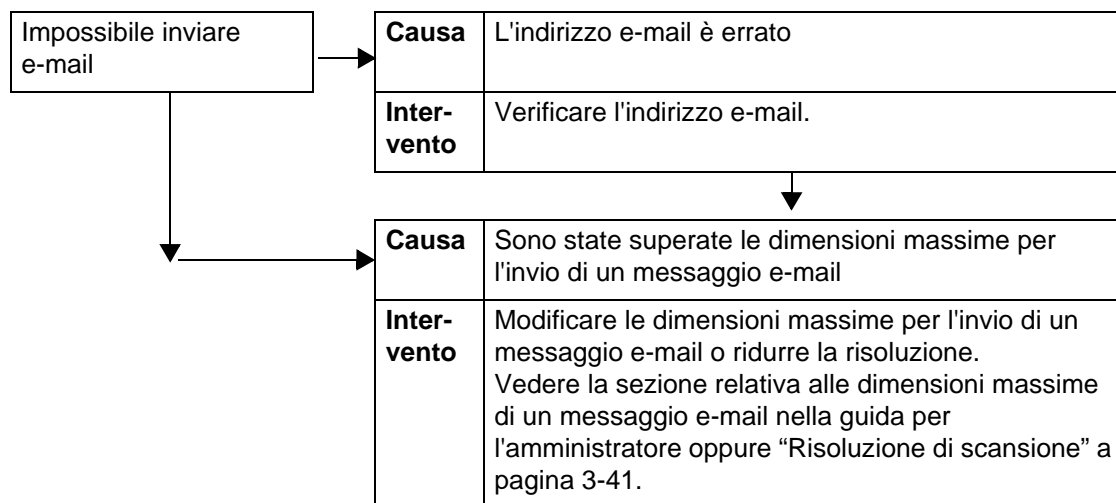 Impossibile inviare
e-mail
Causa
L'indirizzo e-mail è errato
Inter-
vento
Verificare l'indirizzo e-mail.
Causa
Sono state superate le dimensioni massime per
l'invio di un messaggio e-mail
Inter-
vento
Modificare le dimensioni massime per l'invio di un
messaggio e-mail o ridurre la risoluzione.
Vedere la sezione relativa alle dimensioni massime
di un messaggio e-mail nella guida per
l'amministratore oppure “Risoluzione di scansione” a
pagina 3-41.